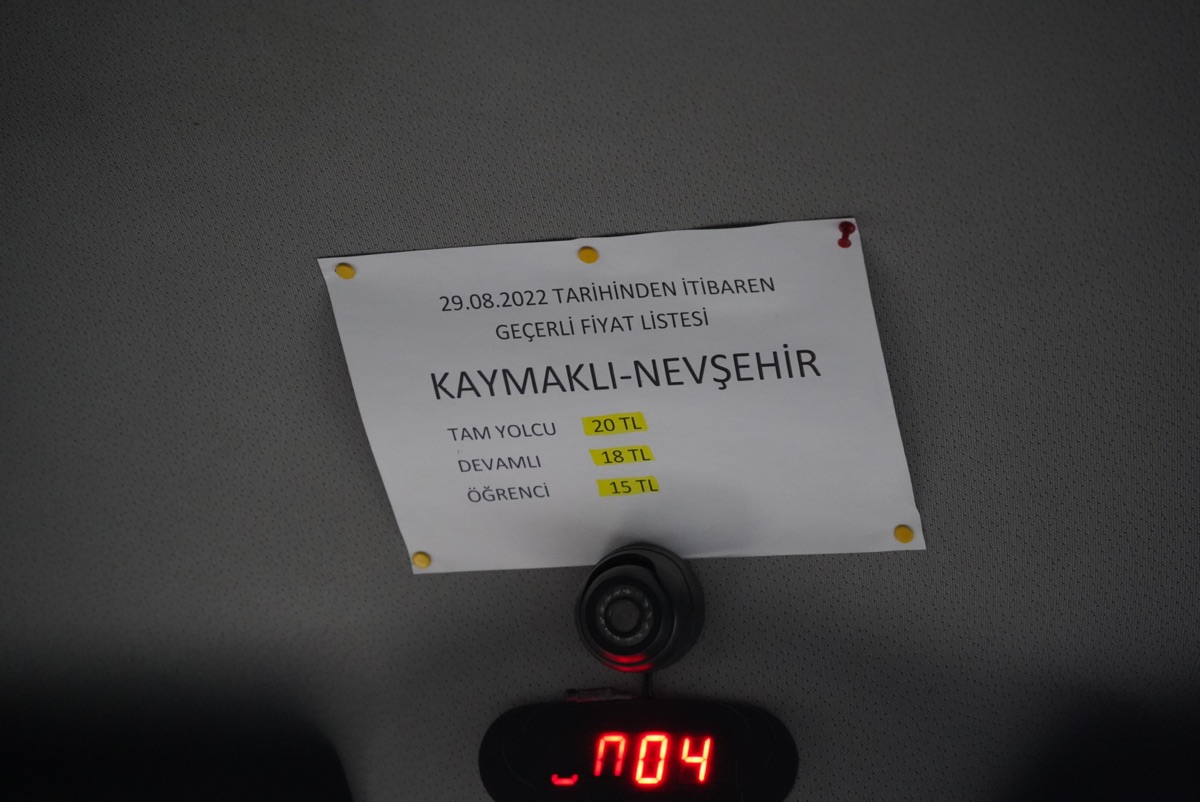 29.08.2022 TARİHİNDEN İTİBAREN
GEÇERLİ FİYAT LİSTESİ
KAYMAKLI-NEVŞEHİR
TAM YOLCU 20 TL
DEVAMLI 18 TL
ÖĞRENCİ 15 TL
04